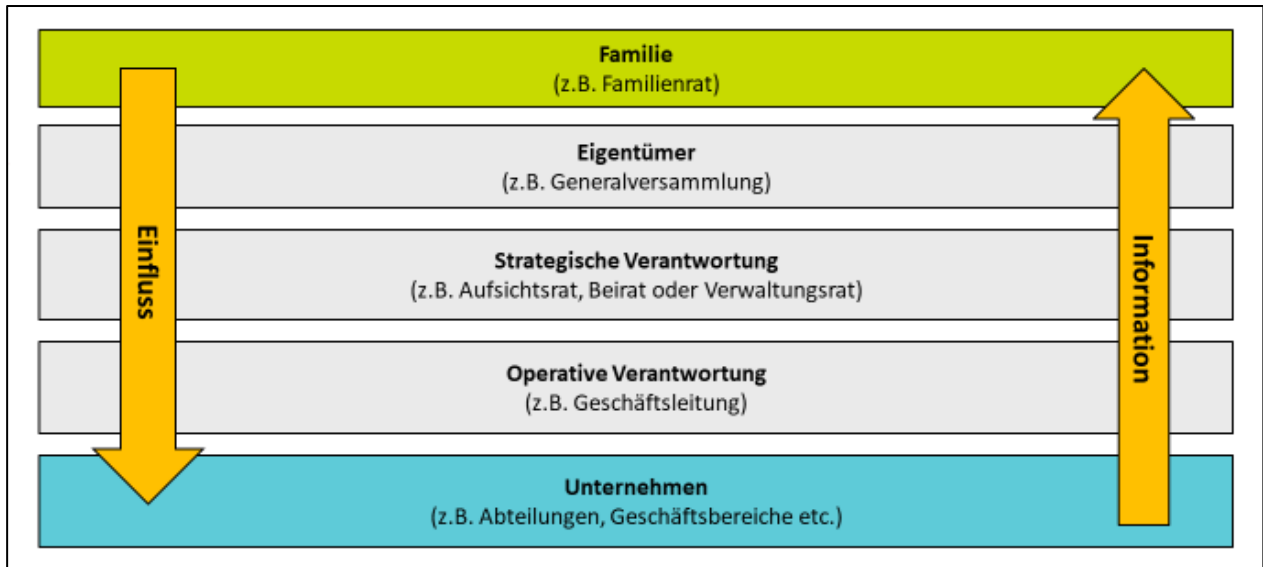 Familie
(z.B. Familienrat)
Eigentümer
(z.B. Generalversammlung)
Strategische Verantwortung
(z.B. Aufsichtsrat, Beirat oder Verwaltungsrat)
Operative Verantwortung
(z.B. Geschäftsleitung)
Unternehmen
(z.B. Abteilungen, Geschäftsbereiche etc.)
Einfluss
Information